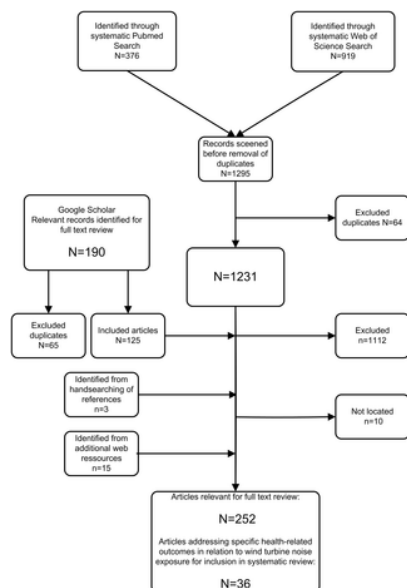 Identified through
systematic Pubmed
Search
N=376
Identified through
systematic Web of
Science Search
N=919
Records sceened
before removal of
duplicates
N=1295
Google Scholar
Relevant records identified for
full text review
N=190
Excluded
duplicates N=64
N=1231
Excluded
duplicates
N=65
Included articles
N=125
Excluded
n=1112
Identified from
handsearching of
references
n=3
Not located
n=10
Identified from
additional web
ressources
n=15
Articles relevant for full text review:
N=252
Articles addressing specific health-related
outcomes in relation to wind turbine noise
exposure for inclusion in systematic review:
N=36